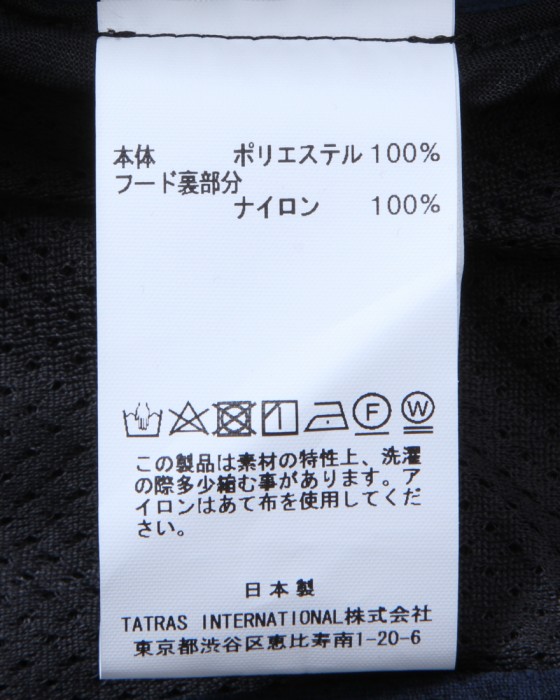 本体 ポリエステル 100%
フード裏部分
ナイロン 100%
F W
この製品は素材の特性上、洗濯
の際多少縮む事があります。ア
イロンはあて布を使用してくだ
さい。
日本製
TATRAS INTERNATIONAL株式会社
東京都渋谷区恵比寿南1-20-6